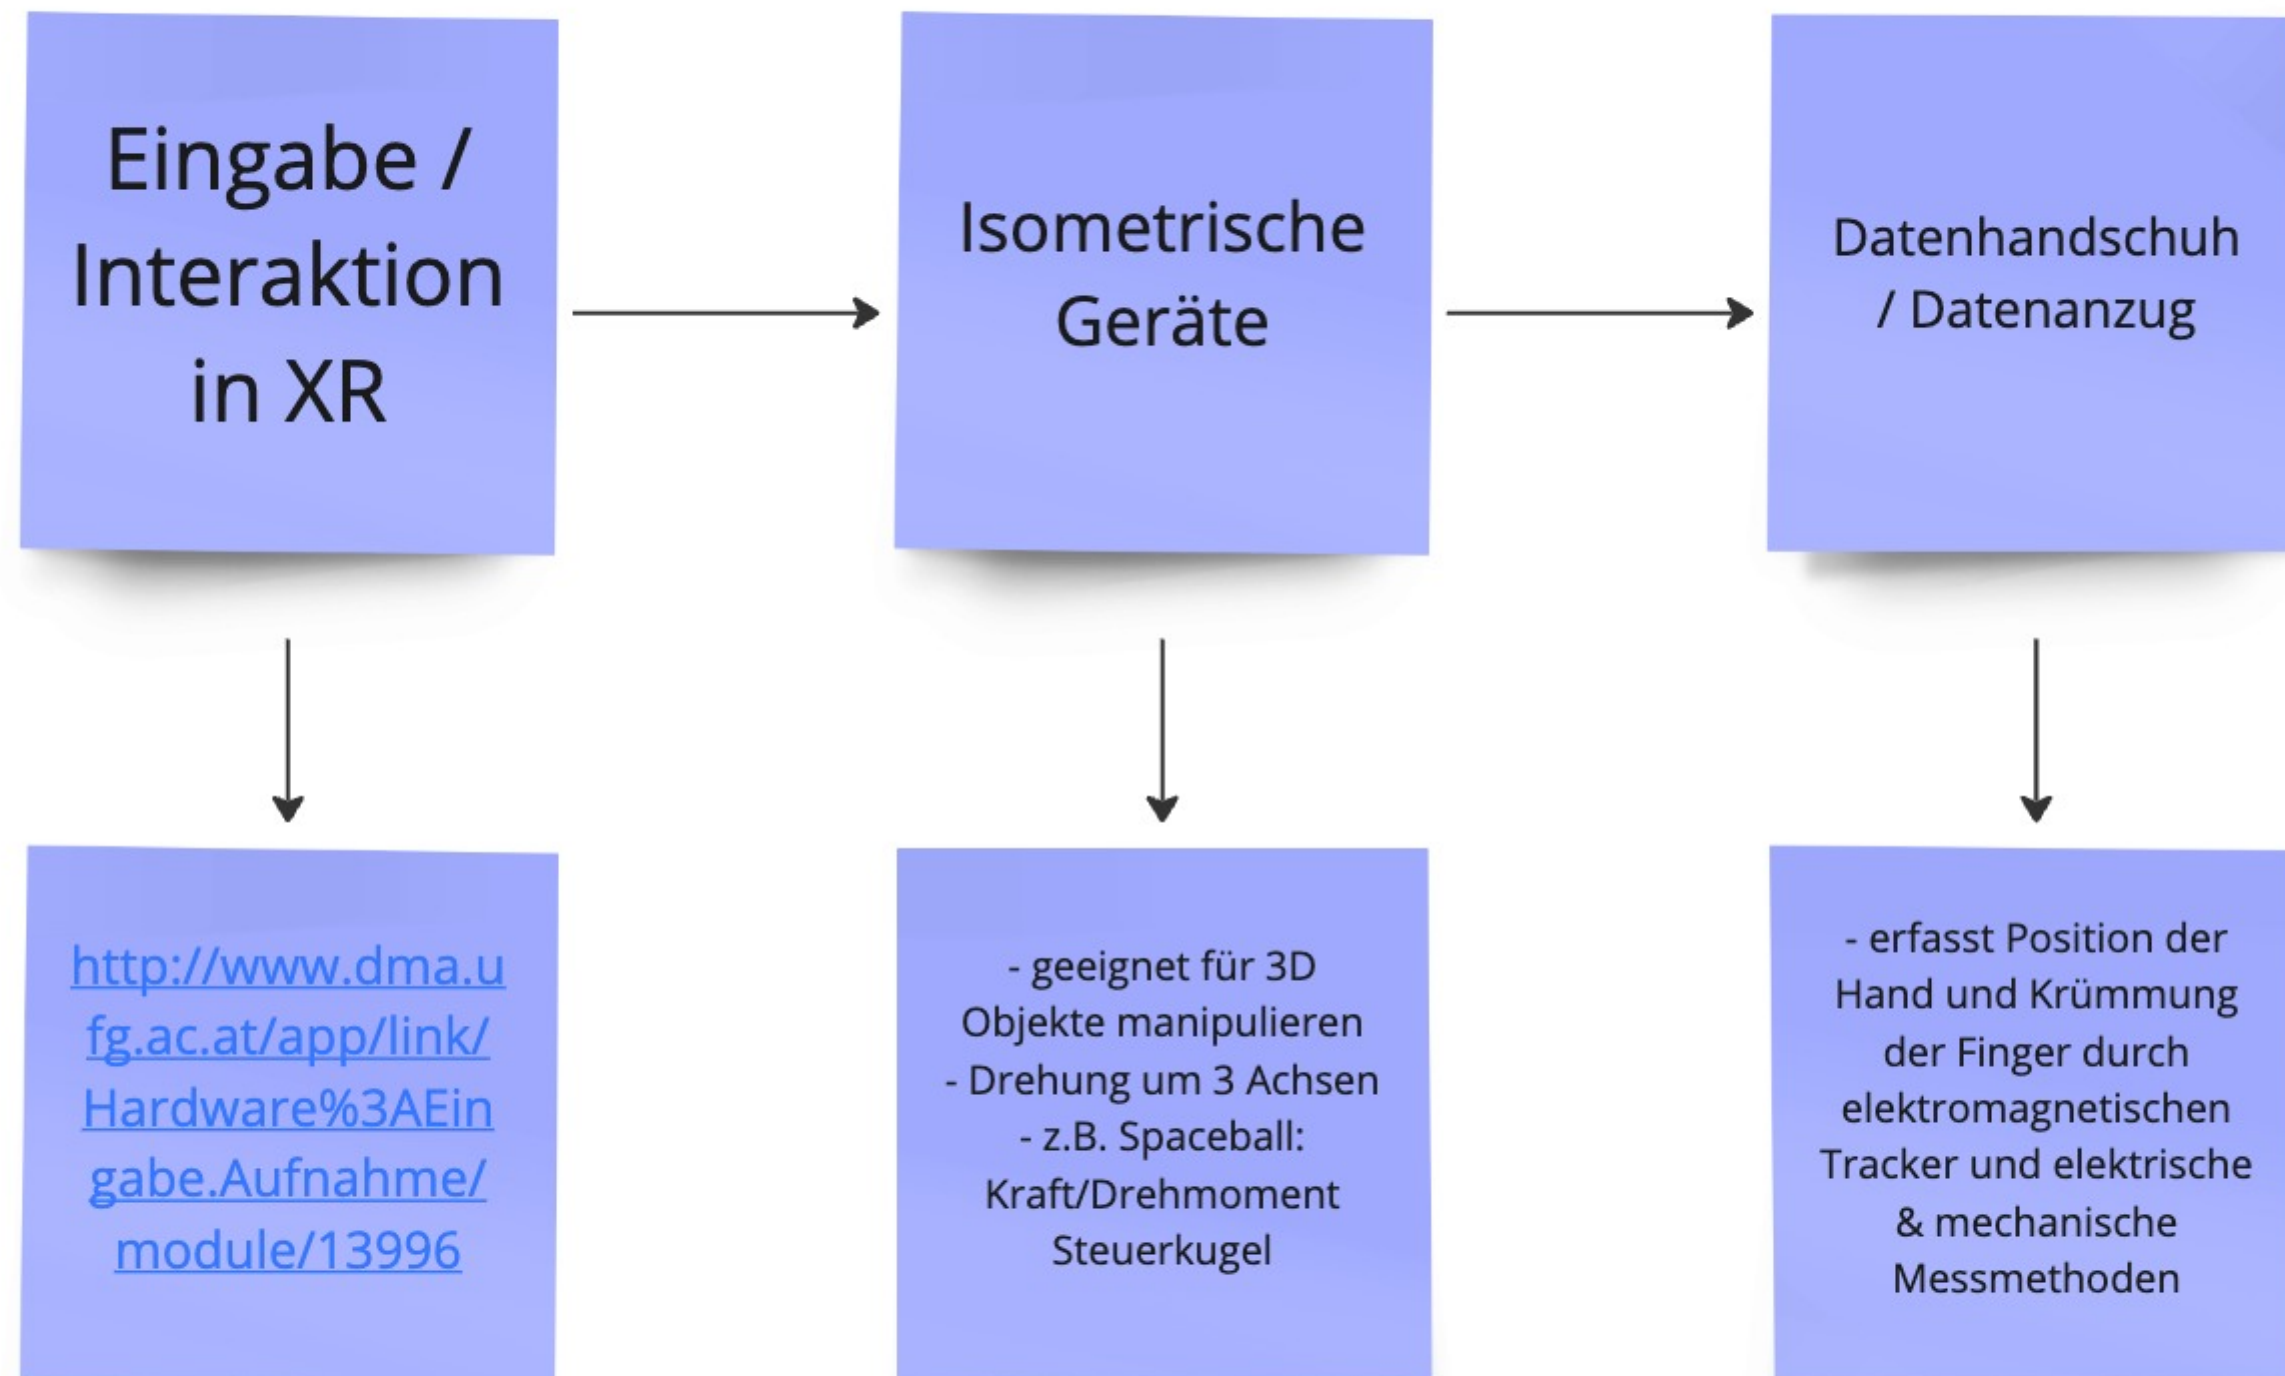 Eingabe /
Interaktion
in XR
Isometrische
Geräte
Datenhandschuh
/ Datenanzug
http://www.dma.u
fg.ac.at/app/link/
Hardware%3AEin
gabe.Aufnahme/
module/13996
- geeignet für 3D
Objekte manipulieren
- Drehung um 3 Achsen
- z.B. Spaceball:
Kraft/Drehmoment
Steuerkugel
- erfasst Position der
Hand und Krümmung
der Finger durch
elektromagnetischen
Tracker und elektrische
& mechanische
Messmethoden